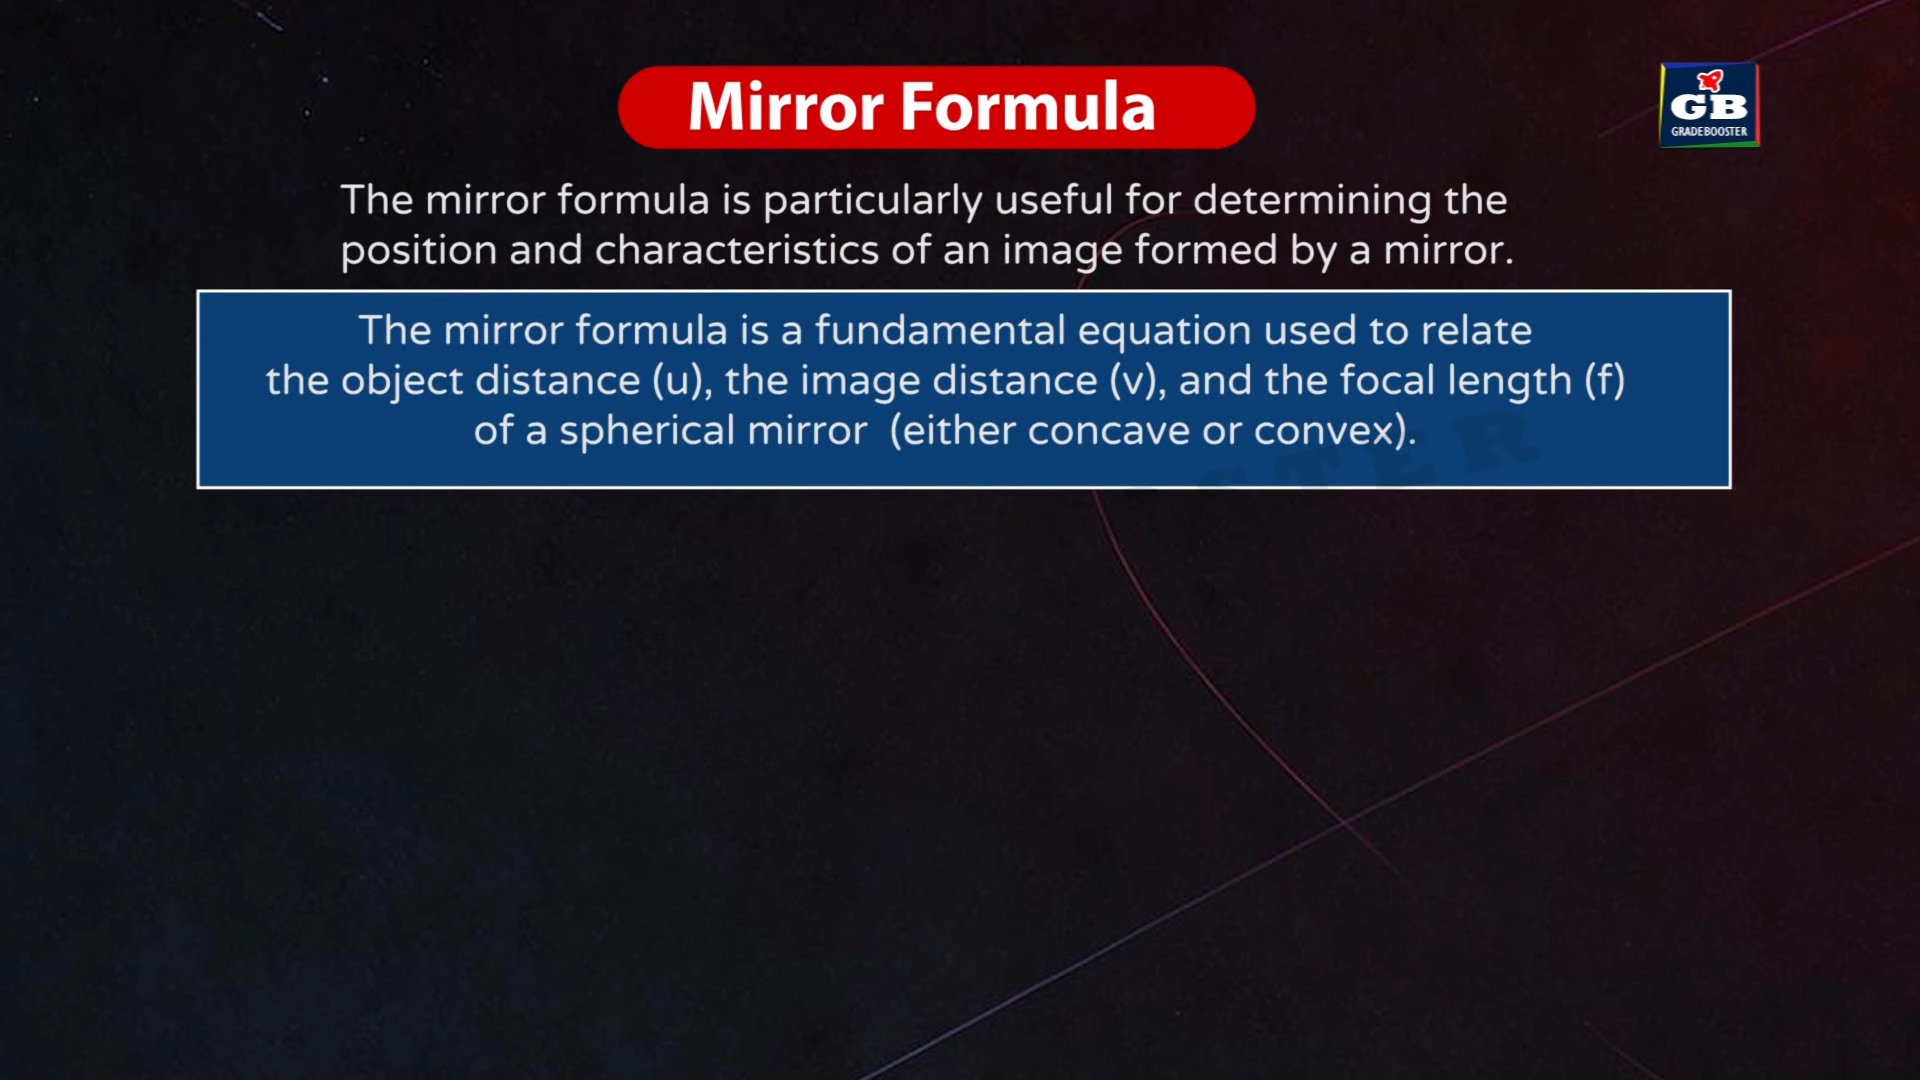 Mirror Formula
GB
GRADEBOOSTER
The mirror formula is particularly useful for determining the
position and characteristics of an image formed by a mirror.
The mirror formula is a fundamental equation used to relate
the object distance (u), the image distance (v), and the focal length (f)
of a spherical mirror (either concave or convex).